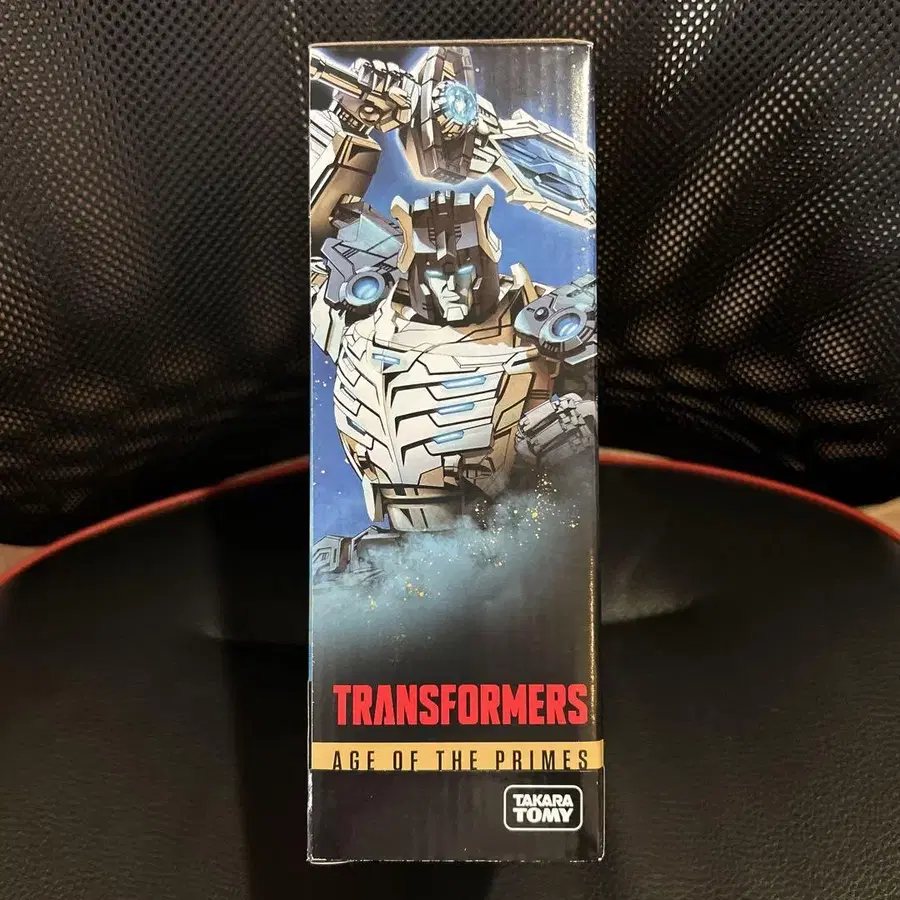 TRANSFORMERS
AGE OF THE PRIMES
TAKARA
TOMY